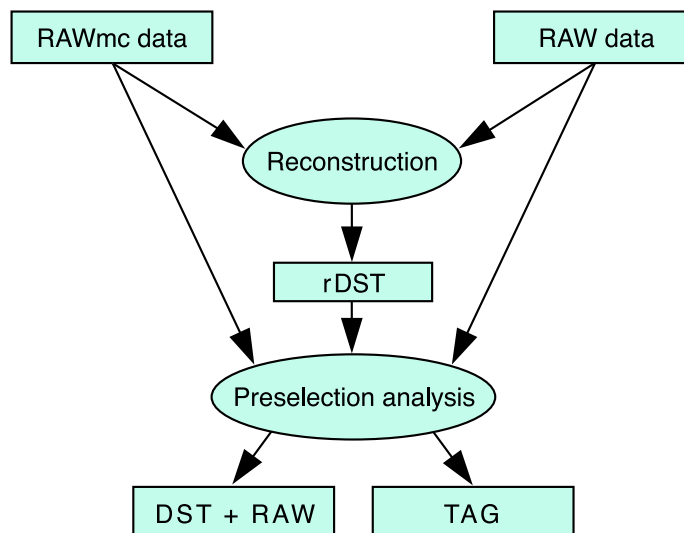 RAWmc data
RAW data
Reconstruction
rDST
Preselection analysis
DST + RAW
TAG